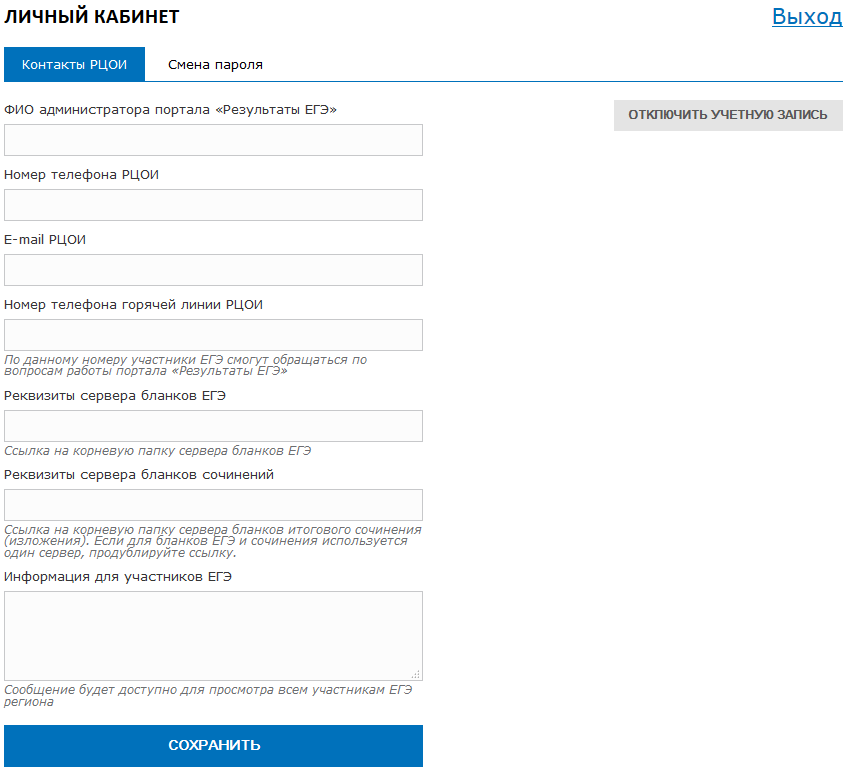 ЛИЧНЫЙ КАБИНЕТ
Выход
Контакты РЦОИ
Смена пароля
ФИО администратора портала «Результаты ЕГЭ»
ОТКЛЮЧИТЬ УЧЕТНУЮ ЗАПИСЬ
Номер телефона РЦОИ
E-mail РЦОИ
Номер телефона горячей линии РЦОИ
По данному номеру участники ЕГЭ смогут обращаться по
вопросам работы портала «Результаты ЕГЭ»
Реквизиты сервера бланков ЕГЭ
Ссылка на корневую папку сервера бланков ЕГЭ
Реквизиты сервера бланков сочинений
Ссылка на корневую папку сервера бланков итогового сочинения
(изложения). Если для бланков ЕГЭ и сочинения используется
один сервер, продублируйте ссылку.
Информация для участников ЕГЭ
Сообщение будет доступно для просмотра всем участникам ЕГЭ
региона
СОХРАНИТЬ